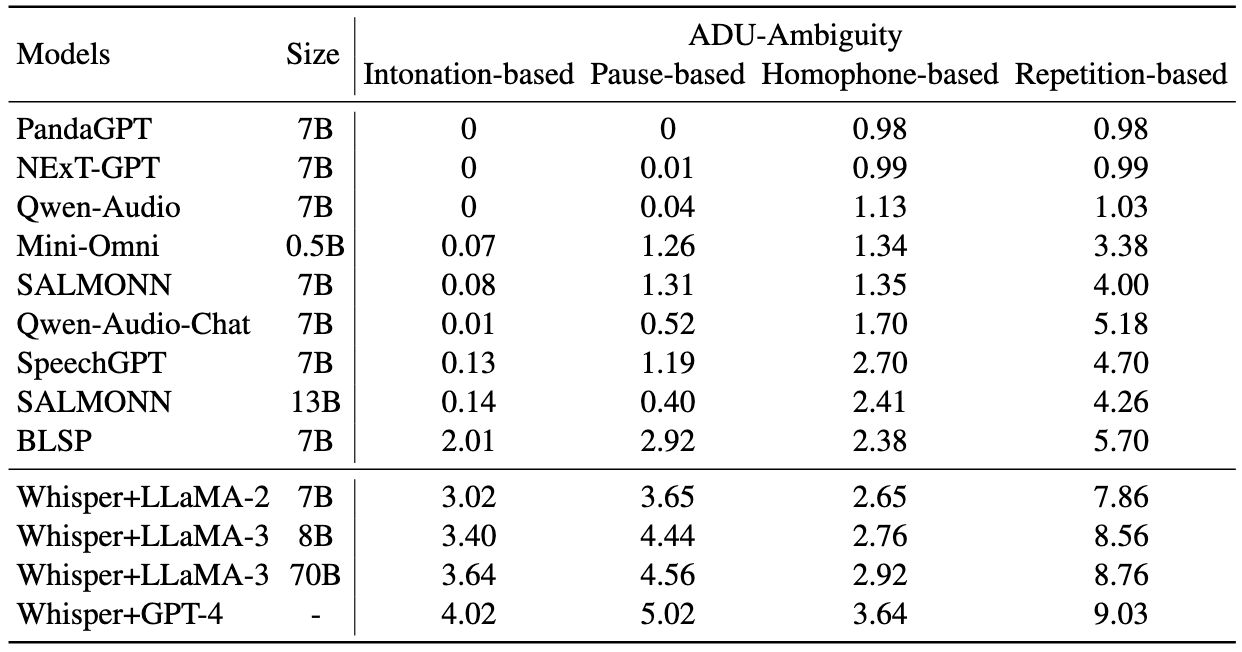 ADU-Ambiguity
Models Size Intonation-based Pause-based Homophone-based Repetition-based
PandaGPT 7B 0 0 0.98 0.98
NExT-GPT 7B 0 0.01 0.99 0.99
Qwen-Audio 7B 0 0.04 1.13 1.03
Mini-Omni 0.5B 0.07 1.26 1.34 3.38
SALMONN 7B 0.08 1.31 1.35 4.00
Qwen-Audio-Chat 7B 0.01 0.52 1.70 5.18
SpeechGPT 7B 0.13 1.19 2.70 4.70
SALMONN 13B 0.14 0.40 2.41 4.26
BLSP 7B 2.01 2.92 2.38 5.70
Whisper+LLaMA-2 7B 3.02 3.65 2.65 7.86
Whisper+LLaMA-3 8B 3.40 4.44 2.76 8.56
Whisper+LLaMA-3 70B 3.64 4.56 2.92 8.76
Whisper+GPT-4 - 4.02 5.02 3.64 9.03